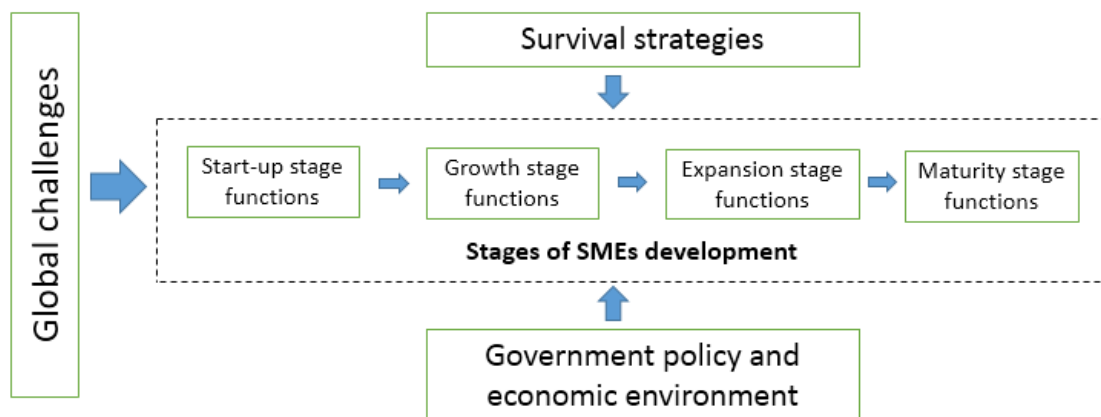 Global challenges
Survival strategies
Start-up stage
functions
Growth stage
functions
Expansion stage
functions
Maturity stage
functions
Stages of SMEs development
Government policy and
economic environment